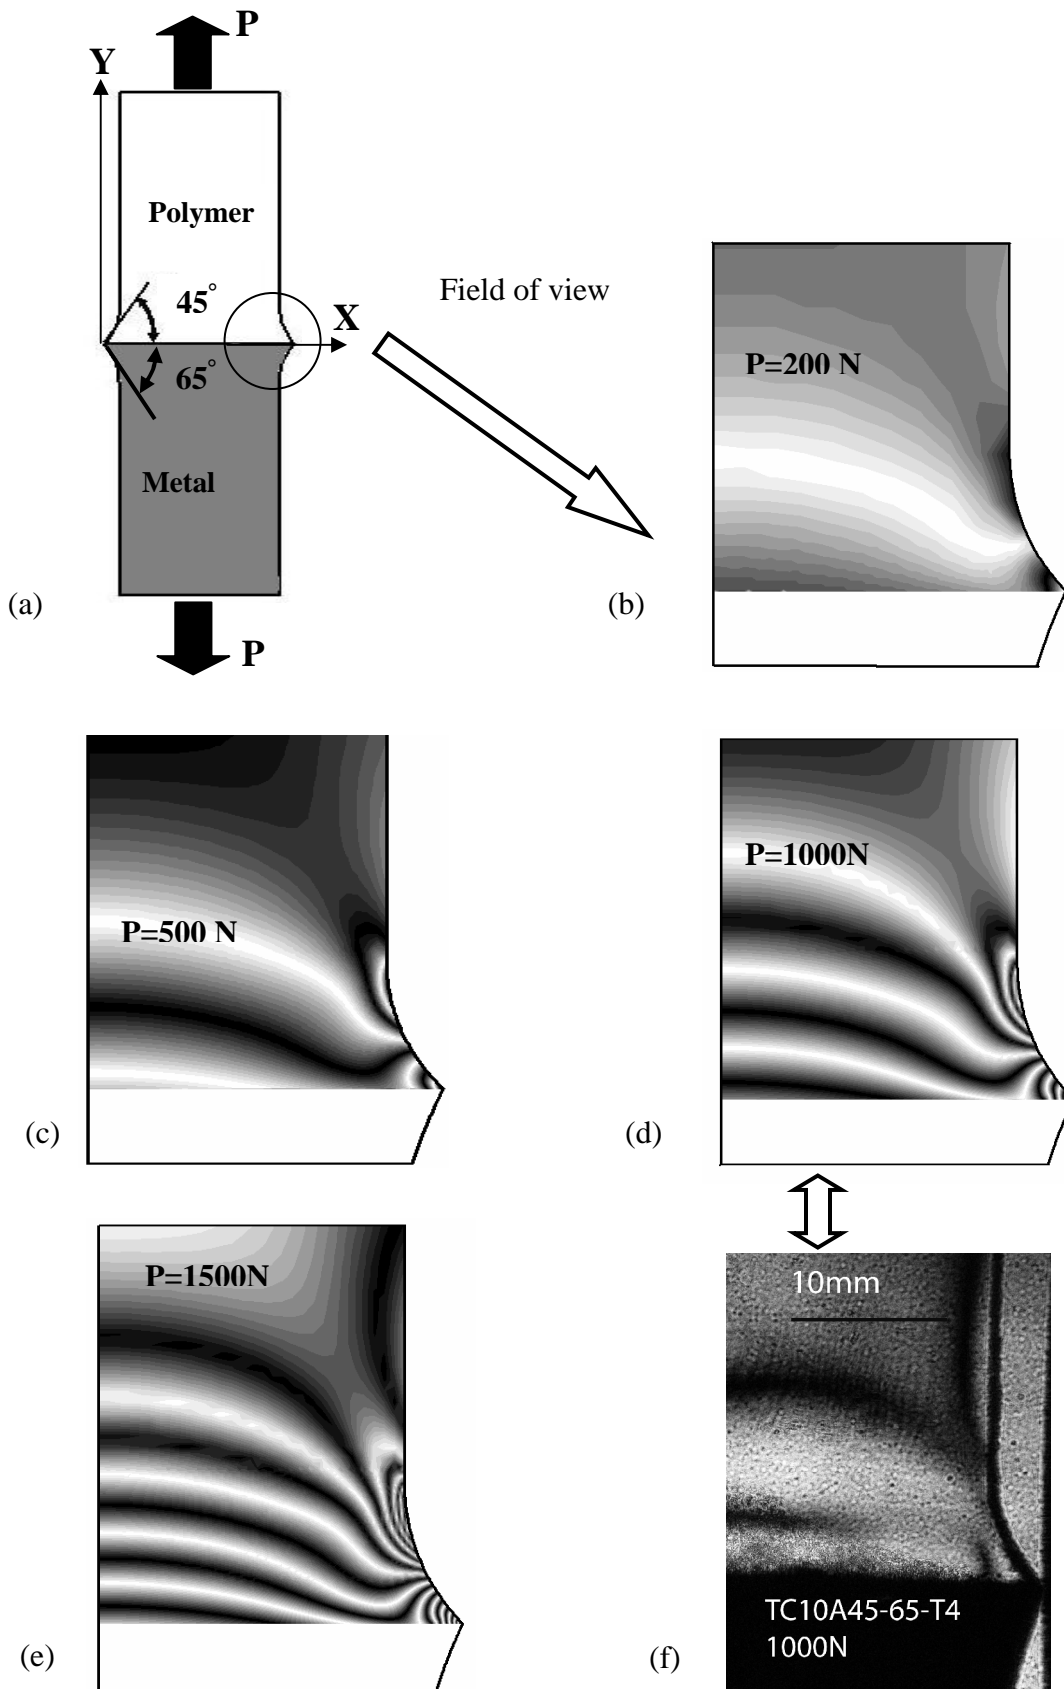 P
Y
Polymer
45°
X
65°
Metal
P
(a)
Field of view
P=200 N
(b)
P=500 N
(c)
P=1000N
(d)
P=1500N
(e)
10mm
TC10A45-65-T4
1000N
(f)